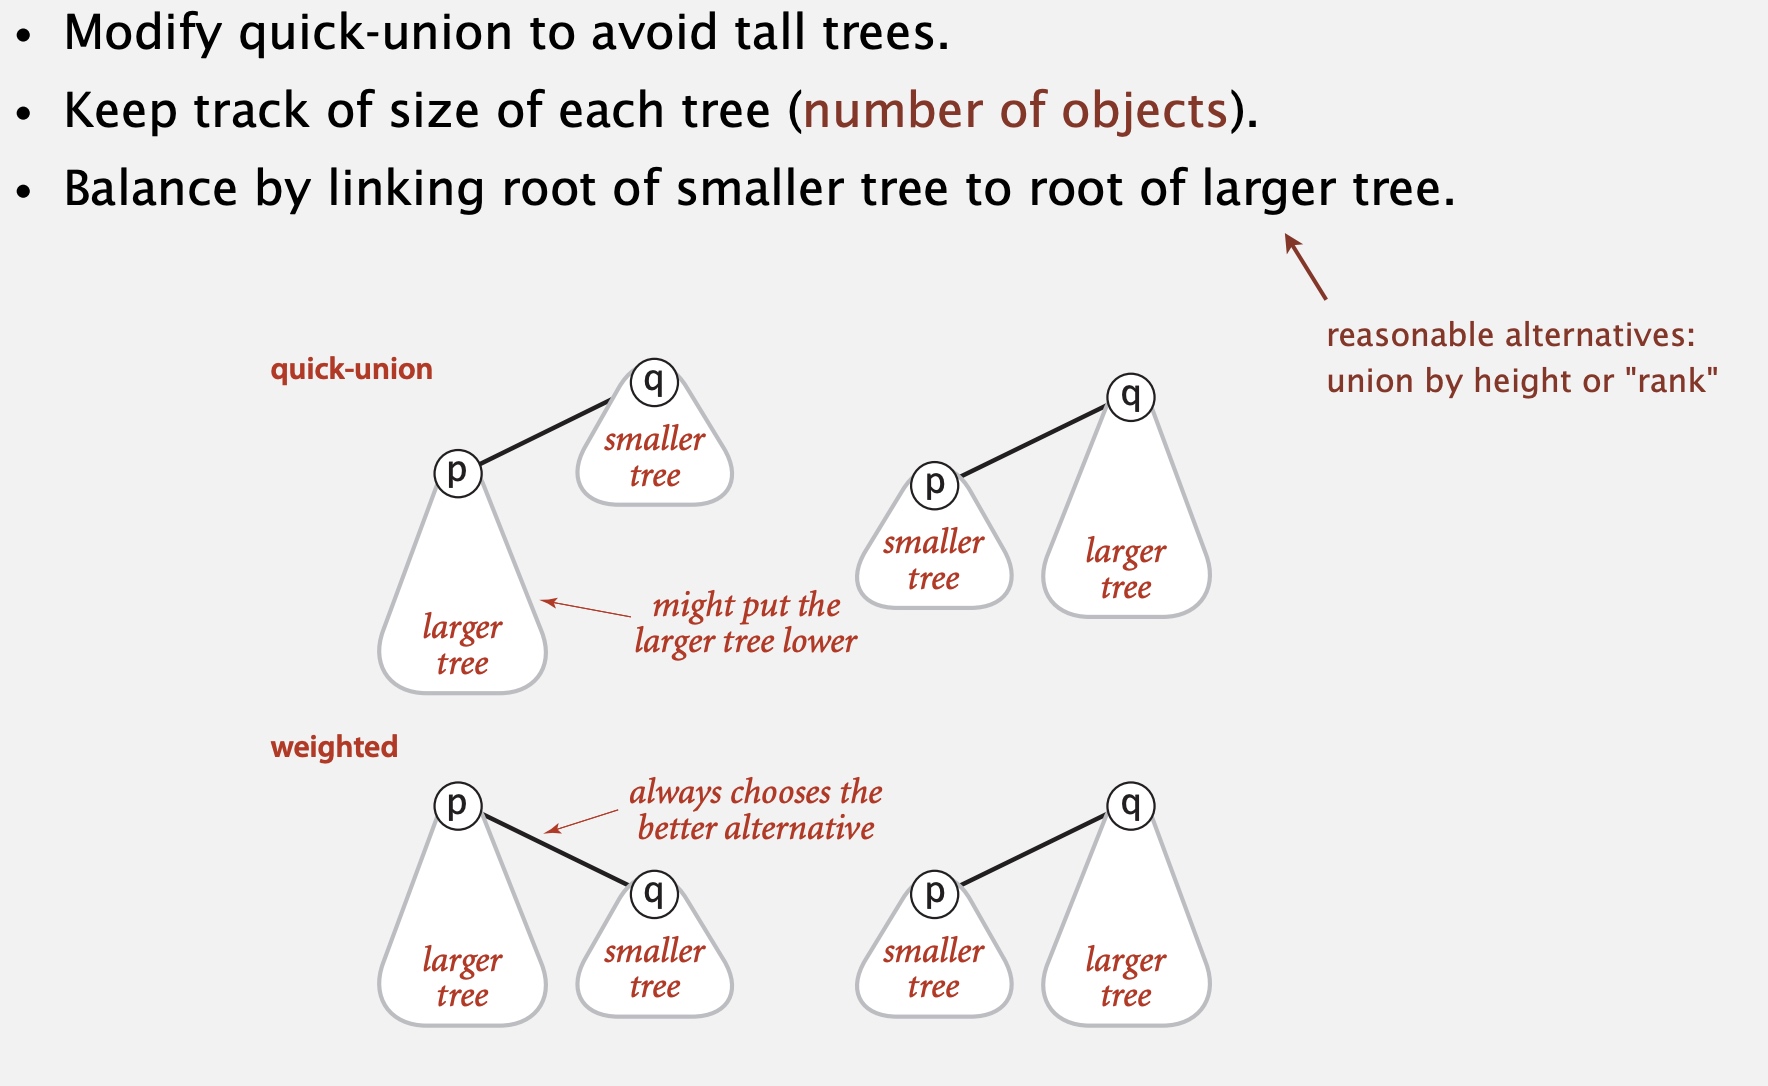 • Modify quick-union to avoid tall trees.
• Keep track of size of each tree (number of objects).
• Balance by linking root of smaller tree to root of larger tree.
reasonable alternatives:
union by height or "rank"
quick-union
q
smaller
tree
p
larger
tree
might put the
larger tree lower
q
p
smaller
tree
larger
tree
weighted
p
always chooses the
better alternative
q
larger
tree
smaller
tree
q
p
smaller
tree
larger
tree